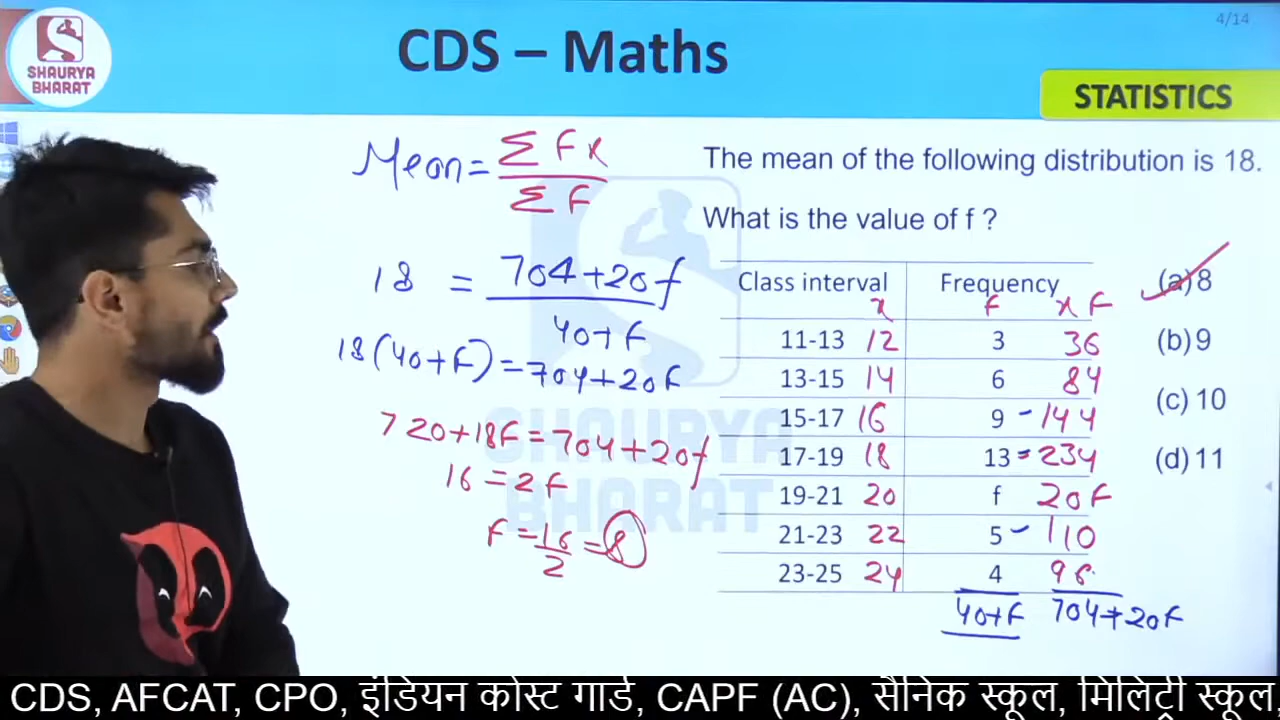 4/14
SHAURYA
BHARAT
CDS – Maths
STATISTICS
Mean = Σ F x / Σ F
18 = 704+20f / 40+F
18(40+F) = 704+20F
720+18F = 704+20f
16 = 2F
F = 16/2 = 8
The mean of the following distribution is 18.
What is the value of f ?
Class interval x Frequency f x F
11-13 12 3 36
13-15 14 6 84
15-17 16 9 - 144
17-19 18 13 = 234
19-21 20 f 20F
21-23 22 5 - 110
23-25 24 4 96
40+F 704+20F
(a) 8
(b) 9
(c) 10
(d) 11
SHAURYA
BHARAT
CDS, AFCAT, CPO, इंडियन कोस्ट गार्ड, CAPF (AC), सैनिक स्कूल, मिलिट्री स्कूल,